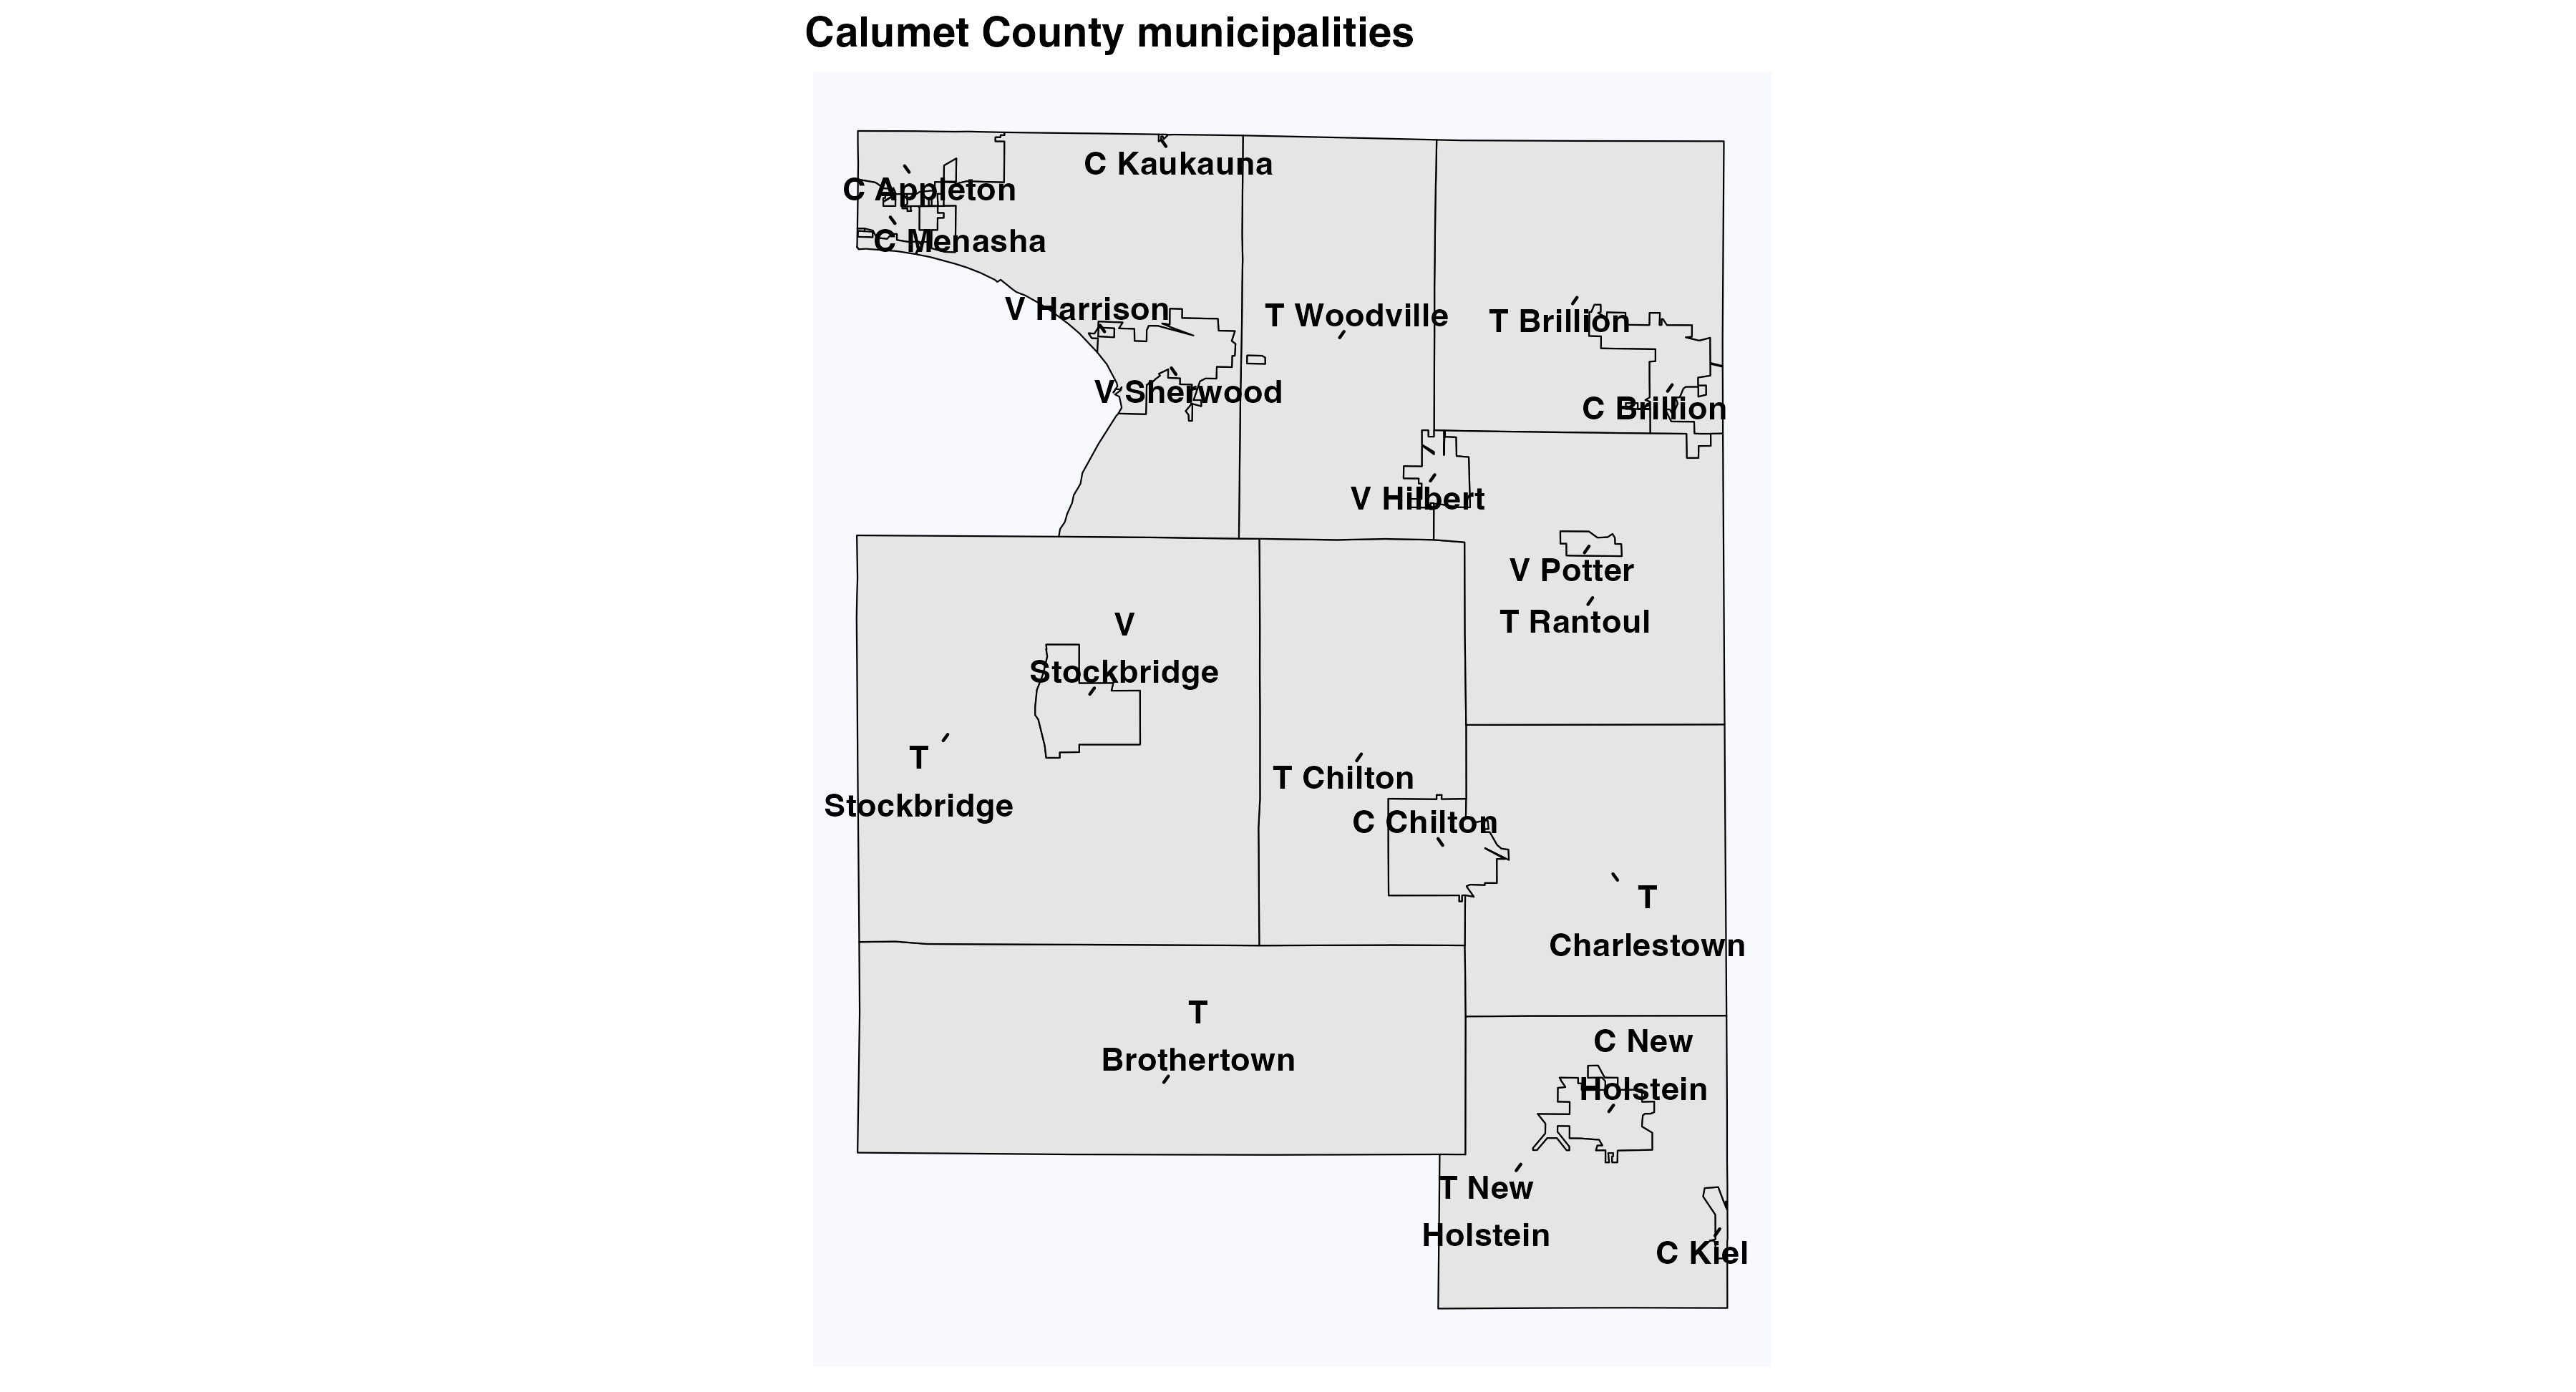 Calumet County municipalities
C Kaukauna
C Appleton
C Menasha
V Harrison
T Woodville
T Brillion
V Sherwood
C Brillion
V Hilbert
V Potter
T Rantoul
V
Stockbridge
T
Stockbridge
T Chilton
C Chilton
T
Charlestown
T
Brothertown
C New
Holstein
T New
Holstein
C Kiel